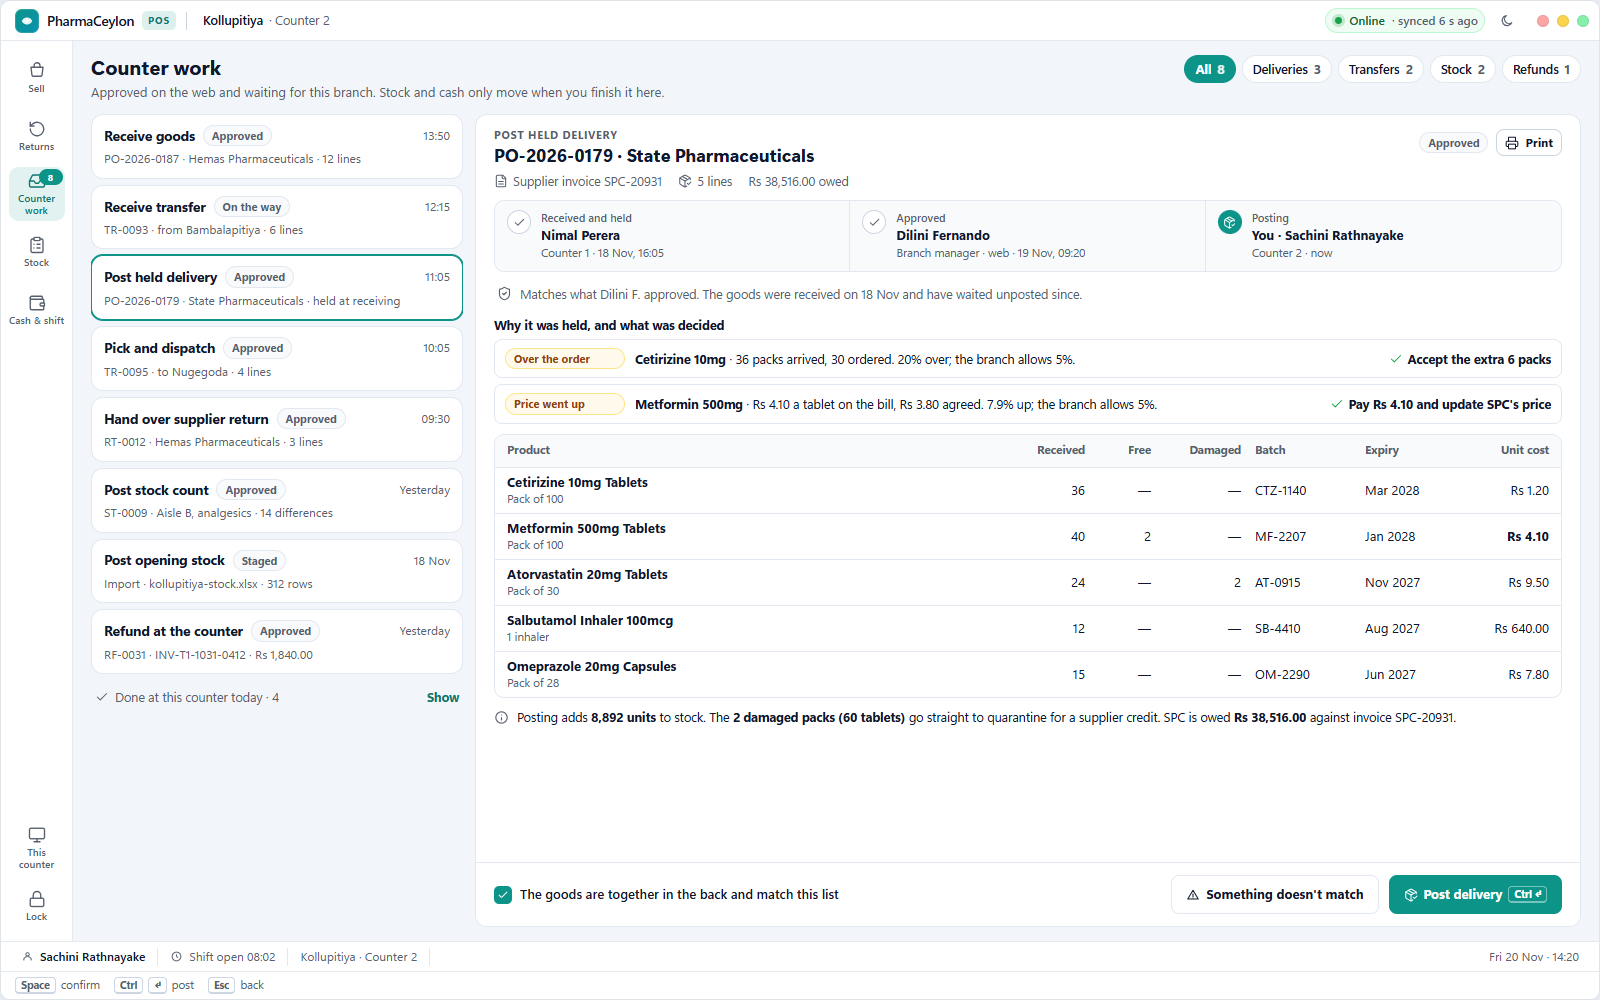 PharmaCeylon POS Kollupitiya · Counter 2
Online · synced 6 s ago
Sell
Returns
8
Counter
work
Stock
Cash & shift
This
counter
Lock
Counter work
Approved on the web and waiting for this branch. Stock and cash only move when you finish it here.
All 8 Deliveries 3 Transfers 2 Stock 2 Refunds 1
Receive goods Approved 13:50
PO-2026-0187 · Hemas Pharmaceuticals · 12 lines
Receive transfer On the way 12:15
TR-0093 · from Bambalapitiya · 6 lines
Post held delivery Approved 11:05
PO-2026-0179 · State Pharmaceuticals · held at receiving
Pick and dispatch Approved 10:05
TR-0095 · to Nugegoda · 4 lines
Hand over supplier return Approved 09:30
RT-0012 · Hemas Pharmaceuticals · 3 lines
Post stock count Approved Yesterday
ST-0009 · Aisle B, analgesics · 14 differences
Post opening stock Staged 18 Nov
Import · kollupitiya-stock.xlsx · 312 rows
Refund at the counter Approved Yesterday
RF-0031 · INV-T1-1031-0412 · Rs 1,840.00
Done at this counter today · 4 Show
POST HELD DELIVERY
PO-2026-0179 · State Pharmaceuticals
Approved Print
Supplier invoice SPC-20931 5 lines Rs 38,516.00 owed
Received and held
Nimal Perera
Counter 1 · 18 Nov, 16:05
Approved
Dilini Fernando
Branch manager · web · 19 Nov, 09:20
Posting
You · Sachini Rathnayake
Counter 2 · now
Matches what Dilini F. approved. The goods were received on 18 Nov and have waited unposted since.
Why it was held, and what was decided
Over the order Cetirizine 10mg · 36 packs arrived, 30 ordered. 20% over; the branch allows 5%. Accept the extra 6 packs
Price went up Metformin 500mg · Rs 4.10 a tablet on the bill, Rs 3.80 agreed. 7.9% up; the branch allows 5%. Pay Rs 4.10 and update SPC's price
Product Received Free Damaged Batch Expiry Unit cost
Cetirizine 10mg Tablets
Pack of 100
36 — — CTZ-1140 Mar 2028 Rs 1.20
Metformin 500mg Tablets
Pack of 100
40 2 — MF-2207 Jan 2028 Rs 4.10
Atorvastatin 20mg Tablets
Pack of 30
24 — 2 AT-0915 Nov 2027 Rs 9.50
Salbutamol Inhaler 100mcg
1 inhaler
12 — — SB-4410 Aug 2027 Rs 640.00
Omeprazole 20mg Capsules
Pack of 28
15 — — OM-2290 Jun 2027 Rs 7.80
Posting adds 8,892 units to stock. The 2 damaged packs (60 tablets) go straight to quarantine for a supplier credit. SPC is owed Rs 38,516.00 against invoice SPC-20931.
The goods are together in the back and match this list
Something doesn't match
Post delivery Ctrl ↵
Sachini Rathnayake Shift open 08:02 Kollupitiya · Counter 2 Fri 20 Nov · 14:20
Space confirm Ctrl ↵ post Esc back